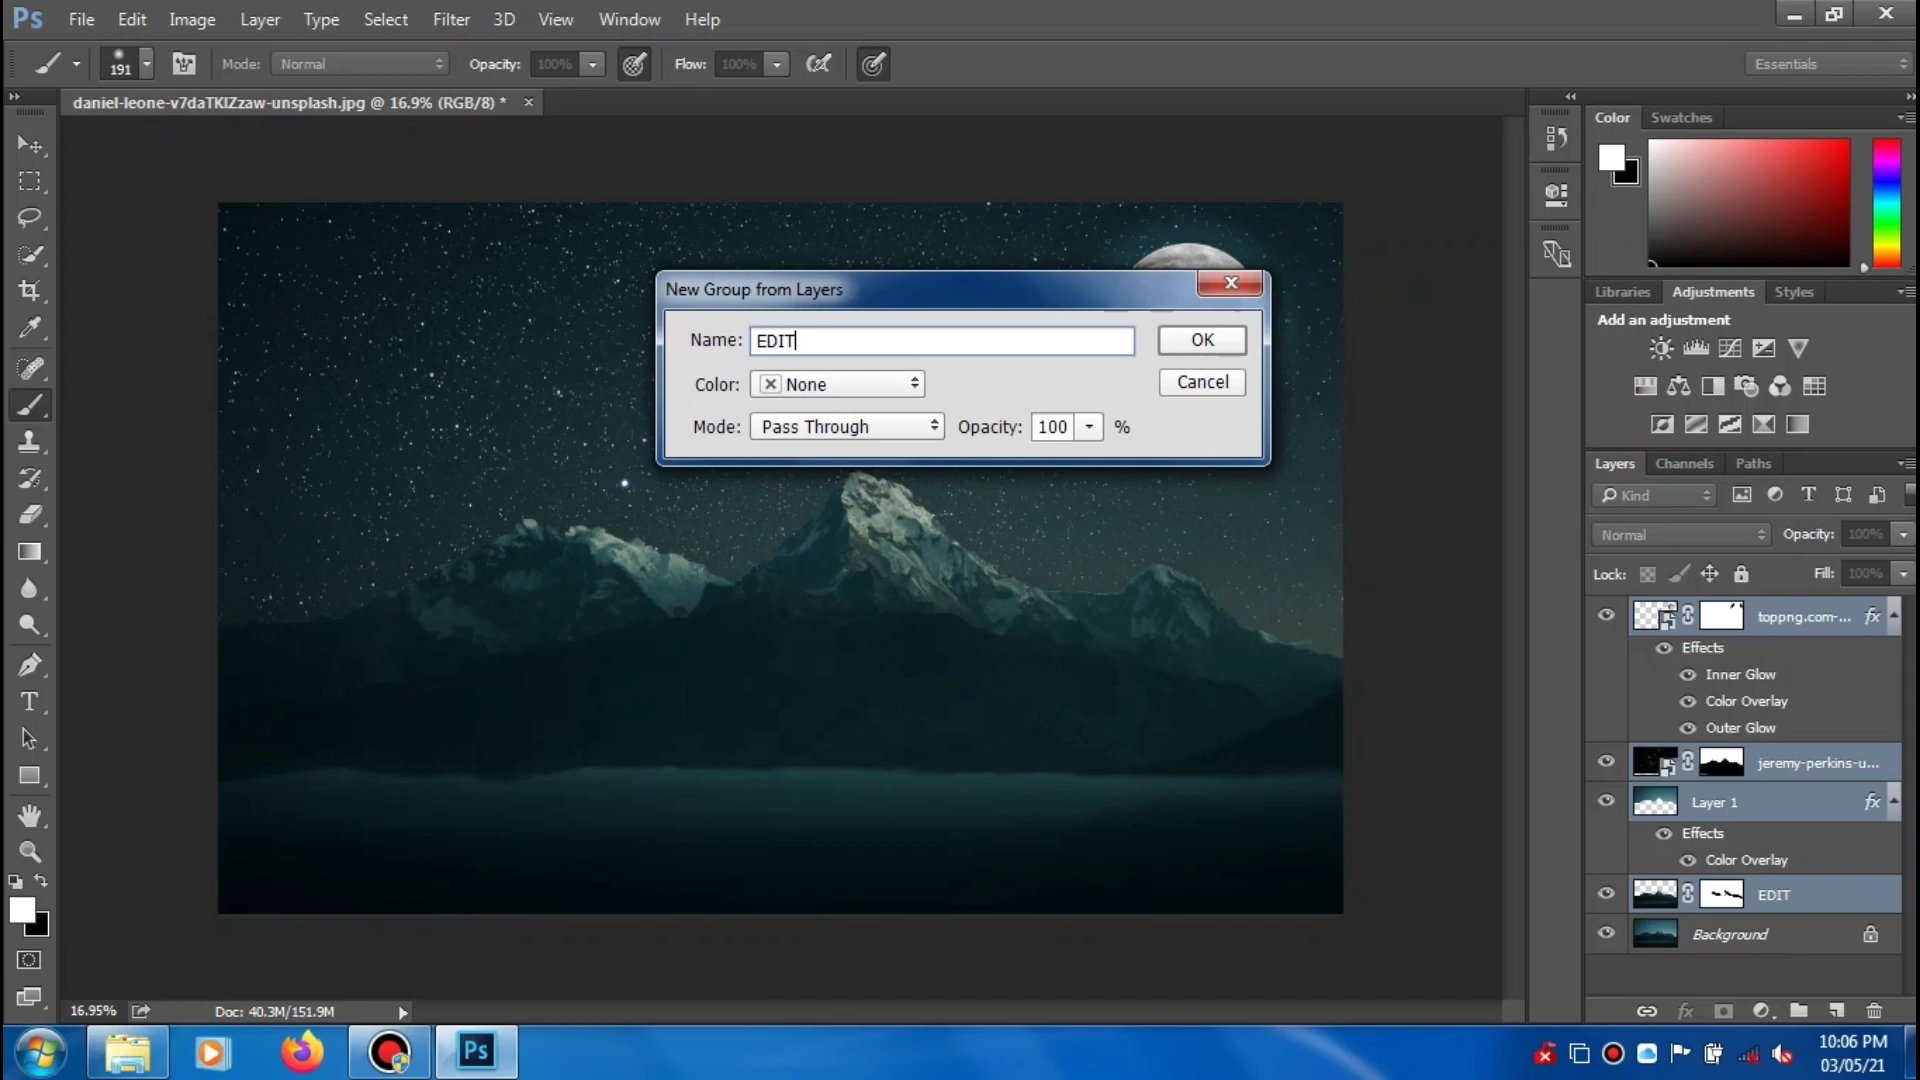 Ps File Edit Image Layer Type Select Filter 3D View Window Help
191 Mode: Normal Opacity: 100% Flow: 100% Essentials
daniel-leone-v7daTKlZzaw-unsplash.jpg @ 16.9% (RGB/8) *
Color Swatches
New Group from Layers
Name: EDIT OK
Color: None Cancel
Mode: Pass Through Opacity: 100 %
Libraries Adjustments Styles
Add an adjustment
Layers Channels Paths
Kind
Normal Opacity: 100%
Lock: Fill: 100%
toppng.com-... fx
Effects
Inner Glow
Color Overlay
Outer Glow
jeremy-perkins-u...
Layer 1 fx
Effects
Color Overlay
EDIT
Background
16.95% Doc: 40.3M/151.9M
fx
Ps
10:06 PM
03/05/21